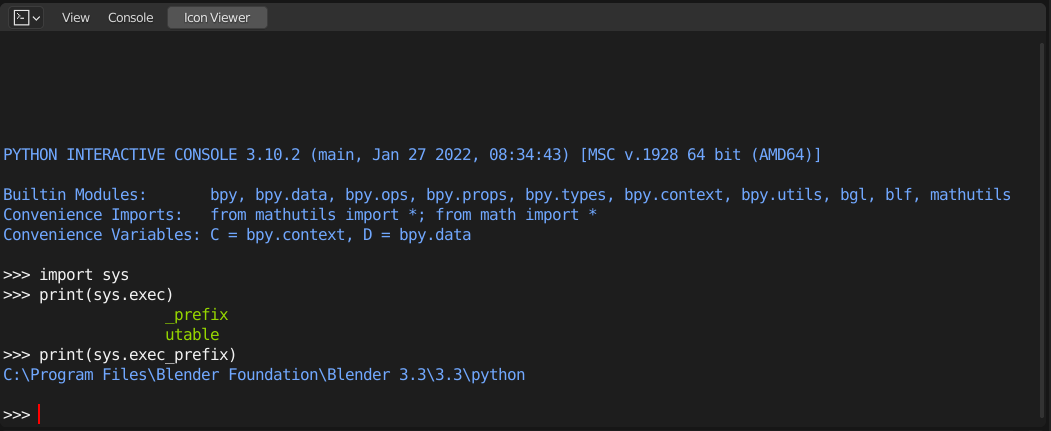 View Console Icon Viewer
PYTHON INTERACTIVE CONSOLE 3.10.2 (main, Jan 27 2022, 08:34:43) [MSC v.1928 64 bit (AMD64)]
Builtin Modules:       bpy, bpy.data, bpy.ops, bpy.props, bpy.types, bpy.context, bpy.utils, bgl, blf, mathutils
Convenience Imports:   from mathutils import *; from math import *
Convenience Variables: C = bpy.context, D = bpy.data
>>> import sys
>>> print(sys.exec)
_prefix
utable
>>> print(sys.exec_prefix)
C:\Program Files\Blender Foundation\Blender 3.3\3.3\python
>>>